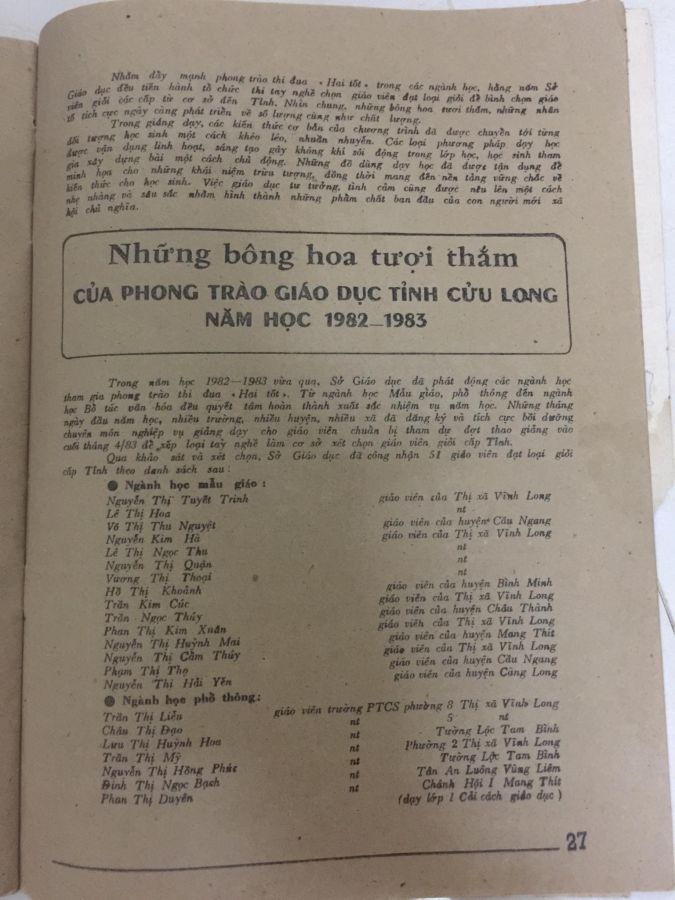 Nhằm đẩy mạnh phong trào thi đua « Hai tốt » trong các ngành học, hằng năm Sở
Giáo dục đều tiến hành tổ chức thi tay nghề chọn giáo viên đạt loại giỏi để bình chọn giáo
viên giỏi các cấp từ cơ sở đến Tỉnh. Nhìn chung, những bông hoa tươi thắm, những nhân
tố tích cực ngày càng phát triển về số lượng cũng như chất lượng.
Trong giảng dạy, các kiến thức cơ bản của chương trình đã được chuyển tới từng
đối tượng học sinh một cách khéo léo, nhuần nhuyễn. Các loại phương pháp dạy học
được vận dụng linh hoạt, sáng tạo gây không khí sôi động trong lớp học, học sinh tham
gia xây dựng bài một cách chủ động. Những đồ dùng dạy học đã được tận dụng để
minh họa cho những khái niệm trừu tượng, đồng thời mang đến nền tảng vững chắc về
kiến thức cho học sinh. Việc giáo dục tư tưởng, tình cảm cũng được nêu lên một cách
nhẹ nhàng và sâu sắc nhằm hình thành những phẩm chất ban đầu của con người mới xã
hội chủ nghĩa.
Những bông hoa tượi thắm
CỦA PHONG TRÀO GIÁO DỤC TỈNH CỬU LONG
NĂM HỌC 1982—1983
Trong năm học 1982—1983 vừa qua, Sở Giáo dục đã phát động các ngành học
tham gia phong trào thi đua « Hai tốt ». Từ ngành học Mẫu giáo, phổ thông đến ngành
học Bổ túc văn hóa đều quyết tâm hoàn thành xuất sắc nhiệm vụ năm học. Những tháng
ngày đầu năm học, nhiều trường, nhiều huyện, nhiều xã đã đăng ký và tích cực bồi dưỡng
chuyên môn nghiệp vụ giảng dạy cho giáo viên chuẩn bị tham dự đợt thao giảng vào
cuối tháng 4/83 để xếp loại tay nghề làm cơ sở xét chọn giáo viên giỏi cấp Tỉnh.
Qua khảo sát và xét chọn, Sở Giáo dục đã công nhận 51 giáo viên đạt loại giỏi
cấp Tỉnh theo danh sách sau :
● Ngành học mẫu giáo :
Nguyễn Thị Tuyết Trinh giáo viên của Thị xã Vĩnh Long
Lê Thị Hoa nt
Võ Thị Thu Nguyệt giáo viên của huyện Cầu Ngang
Nguyễn Kim Hà giáo viên của Thị xã Vĩnh Long
Lê Thị Ngọc Thu nt
Nguyễn Thị Quận nt
Vương Thị Thoại nt
Hồ Thị Khoảnh giáo viên của huyện Bình Minh
Trần Kim Cúc giáo viên của Thị xã Vĩnh Long
Trần Ngọc Thúy giáo viên của huyện Châu Thành
Phan Thị Kim Xuân giáo viên của Thị xã Vĩnh Long
Nguyễn Thị Huỳnh Mai giáo viên của huyện Mang Thít
Nguyễn Thị Cẩm Thúy giáo viên của Thị xã Vĩnh Long
Phạm Thị Thọ giáo viên của huyện Cầu Ngang
Nguyễn Thị Hải Yến giáo viên của huyện Càng Long
● Ngành học phổ thông:
Trần Thị Liễu giáo viên trường PTCS phường 8 Thị xã Vĩnh Long
Châu Thị Đạo nt 5 nt
Lưu Thị Huỳnh Hoa nt Tường Lộc Tam Bình
Trần Thị Mỹ nt Phường 2 Thị xã Vĩnh Long
Nguyễn Thị Hồng Phúc nt Tường Lộc Tam Bình
Đinh Thị Ngọc Bạch nt Tân An Luông Vũng Liêm
Phan Thị Duyên nt Chánh Hội I Mang Thít
(dạy lớp 1 Cải cách giáo dục )
27